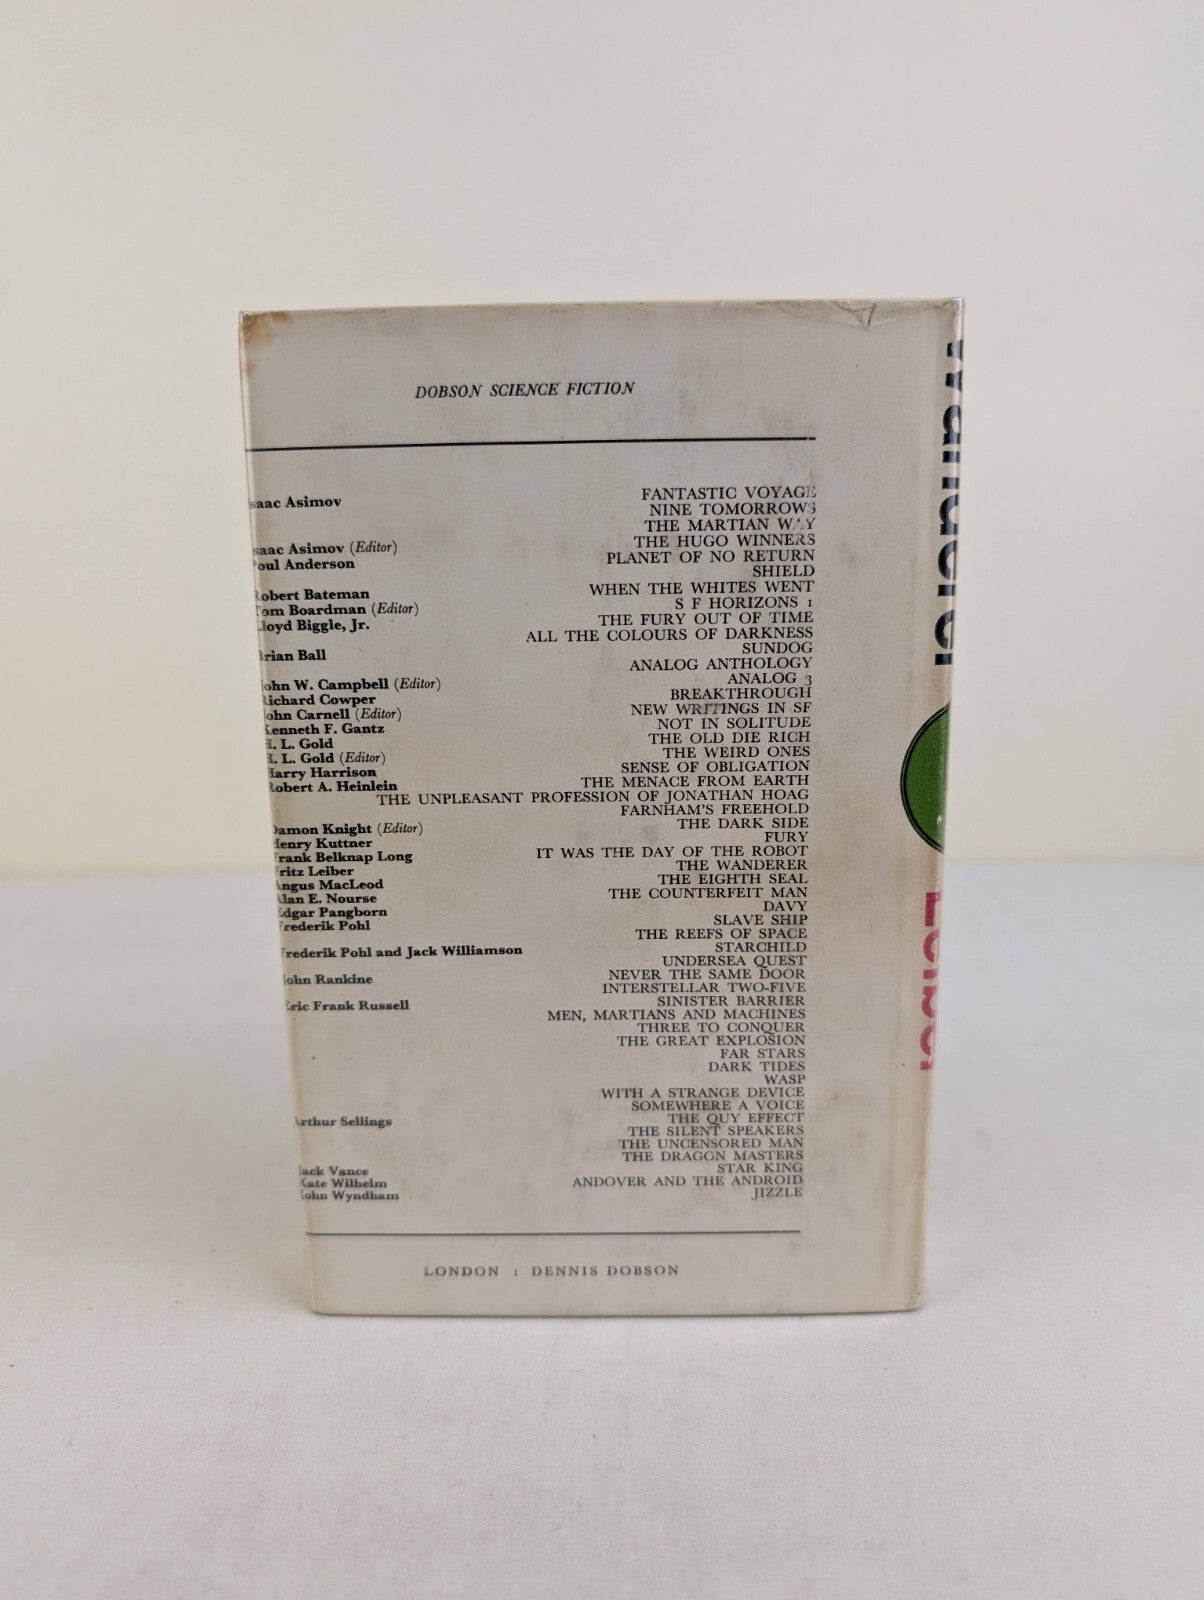 DOBSON SCIENCE FICTION
Isaac Asimov FANTASTIC VOYAGE
NINE TOMORROWS
THE MARTIAN WAY
Isaac Asimov (Editor) THE HUGO WINNERS
Poul Anderson PLANET OF NO RETURN
SHIELD
Robert Bateman WHEN THE WHITES WENT
Tom Boardman (Editor) S F HORIZONS 1
Lloyd Biggle, Jr. THE FURY OUT OF TIME
ALL THE COLOURS OF DARKNESS
Brian Ball SUNDOG
ANALOG ANTHOLOGY
John W. Campbell (Editor) ANALOG 3
Richard Cowper BREAKTHROUGH
John Carnell (Editor) NEW WRITINGS IN SF
Kenneth F. Gantz NOT IN SOLITUDE
H. L. Gold THE OLD DIE RICH
H. L. Gold (Editor) THE WEIRD ONES
Harry Harrison SENSE OF OBLIGATION
Robert A. Heinlein THE MENACE FROM EARTH
THE UNPLEASANT PROFESSION OF JONATHAN HOAG
FARNHAM'S FREEHOLD
Damon Knight (Editor) THE DARK SIDE
Henry Kuttner FURY
Frank Belknap Long IT WAS THE DAY OF THE ROBOT
Fritz Leiber THE WANDERER
Angus MacLeod THE EIGHTH SEAL
Alan E. Nourse THE COUNTERFEIT MAN
Edgar Pangborn DAVY
Frederik Pohl SLAVE SHIP
THE REEFS OF SPACE
Frederik Pohl and Jack Williamson STARCHILD
UNDERSEA QUEST
John Rankine NEVER THE SAME DOOR
INTERSTELLAR TWO-FIVE
Eric Frank Russell SINISTER BARRIER
MEN, MARTIANS AND MACHINES
THREE TO CONQUER
THE GREAT EXPLOSION
FAR STARS
DARK TIDES
WASP
WITH A STRANGE DEVICE
SOMEWHERE A VOICE
Arthur Sellings THE QUY EFFECT
THE SILENT SPEAKERS
THE UNCENSORED MAN
THE DRAGON MASTERS
Jack Vance STAR KING
Kate Wilhelm ANDOVER AND THE ANDROID
John Wyndham JIZZLE
LONDON : DENNIS DOBSON
Wanderer
Leiber